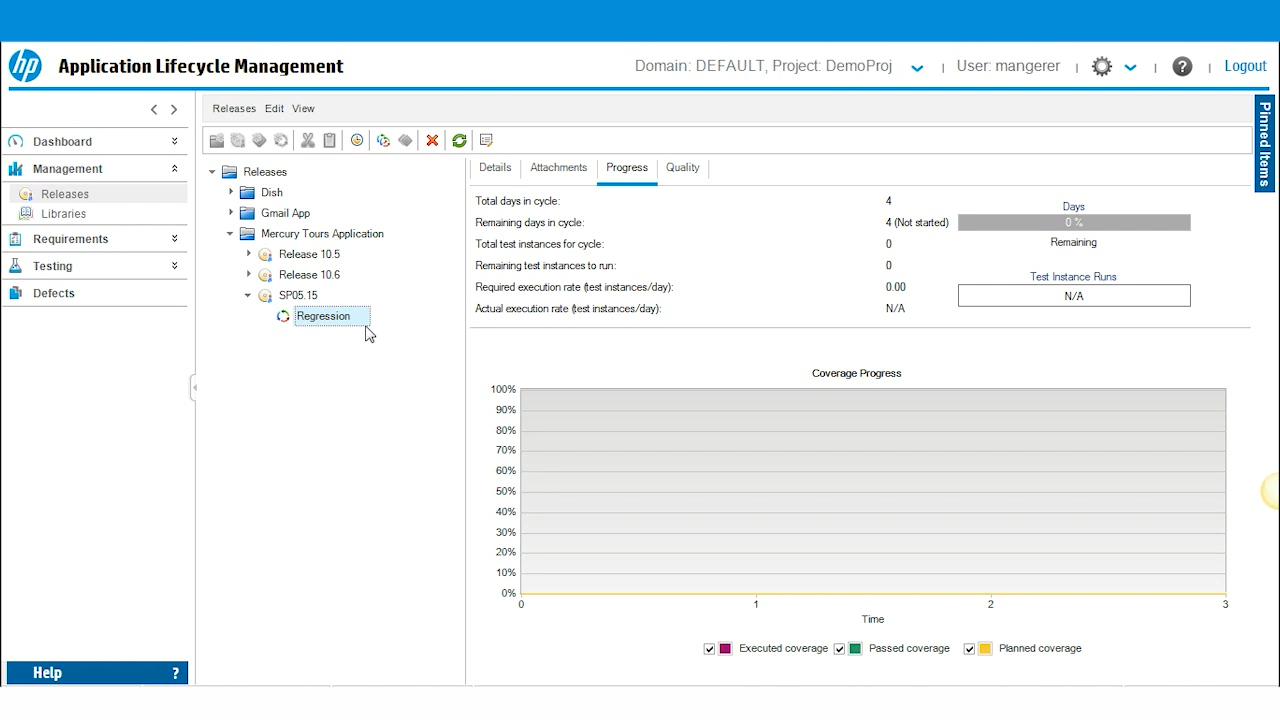 hp Application Lifecycle Management
Domain: DEFAULT, Project: DemoProj | User: mangerer | | ? | Logout
Pinned Items
Dashboard
Management
Releases
Libraries
Requirements
Testing
Defects
Help ?
Releases Edit View
Releases
Dish
Gmail App
Mercury Tours Application
Release 10.5
Release 10.6
SP05.15
Regression
Details Attachments Progress Quality
Total days in cycle: 4
Remaining days in cycle: 4 (Not started)
Total test instances for cycle: 0
Remaining test instances to run: 0
Required execution rate (test instances/day): 0.00
Actual execution rate (test instances/day): N/A
Days
0 %
Remaining
Test Instance Runs
N/A
Coverage Progress
100%
90%
80%
70%
60%
50%
40%
30%
20%
10%
0%
0 1 2 3
Time
Executed coverage Passed coverage Planned coverage